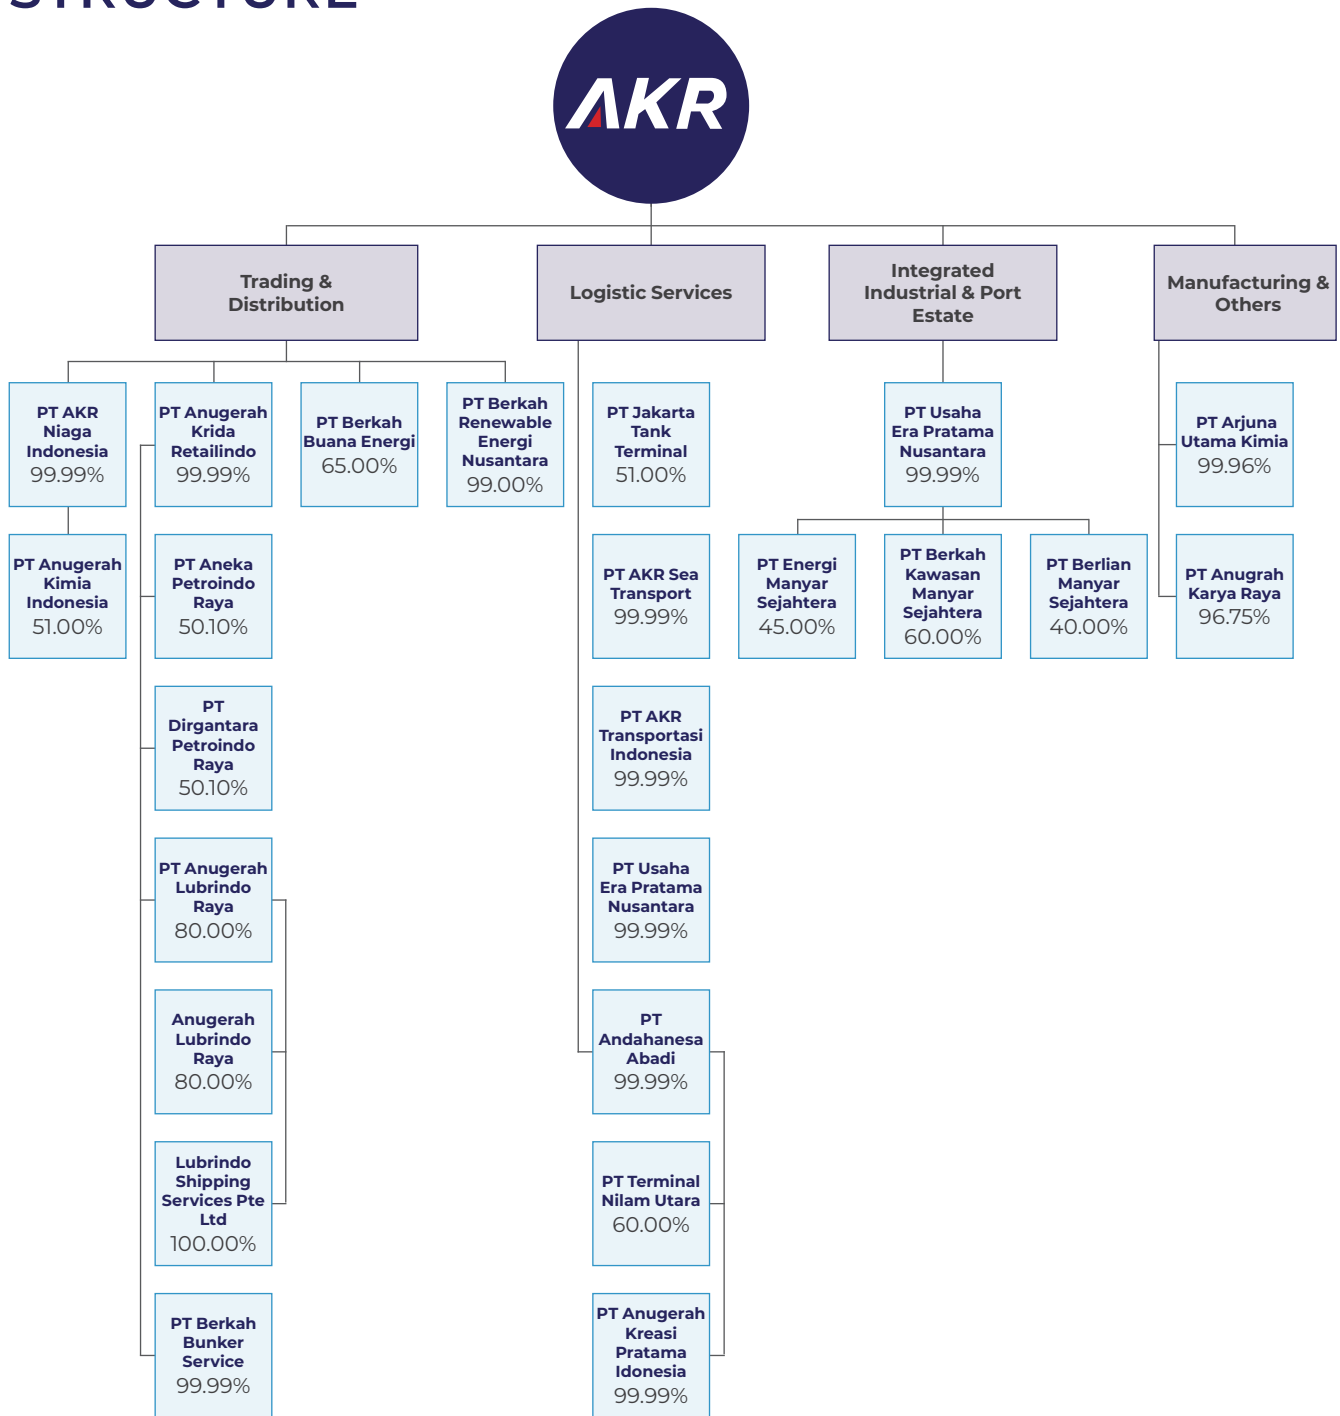 STRUCTURE
AKR
Trading &
Distribution
Logistic Services
Integrated
Industrial & Port
Estate
Manufacturing &
Others
PT AKR
Niaga
Indonesia
99.99%
PT Anugerah
Krida
Retailindo
99.99%
PT Berkah
Buana Energi
65.00%
PT Berkah
Renewable
Energi
Nusantara
99.00%
PT Jakarta
Tank
Terminal
51.00%
PT Usaha
Era Pratama
Nusantara
99.99%
PT Arjuna
Utama Kimia
99.96%
PT Anugerah
Kimia
Indonesia
51.00%
PT Aneka
Petroindo
Raya
50.10%
PT AKR Sea
Transport
99.99%
PT Energi
Manyar
Sejahtera
45.00%
PT Berkah
Kawasan
Manyar
Sejahtera
60.00%
PT Berlian
Manyar
Sejahtera
40.00%
PT Anugrah
Karya Raya
96.75%
PT
Dirgantara
Petroindo
Raya
50.10%
PT AKR
Transportasi
Indonesia
99.99%
PT Anugerah
Lubrindo
Raya
80.00%
PT Usaha
Era Pratama
Nusantara
99.99%
Anugerah
Lubrindo
Raya
80.00%
PT
Andahanesa
Abadi
99.99%
Lubrindo
Shipping
Services Pte
Ltd
100.00%
PT Terminal
Nilam Utara
60.00%
PT Berkah
Bunker
Service
99.99%
PT Anugerah
Kreasi
Pratama
Idonesia
99.99%